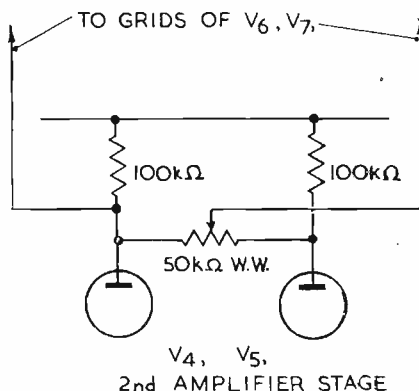 TO GRIDS OF V6, V7,
100kΩ 100kΩ
50kΩ W.W.
V4, V5,
2nd AMPLIFIER STAGE